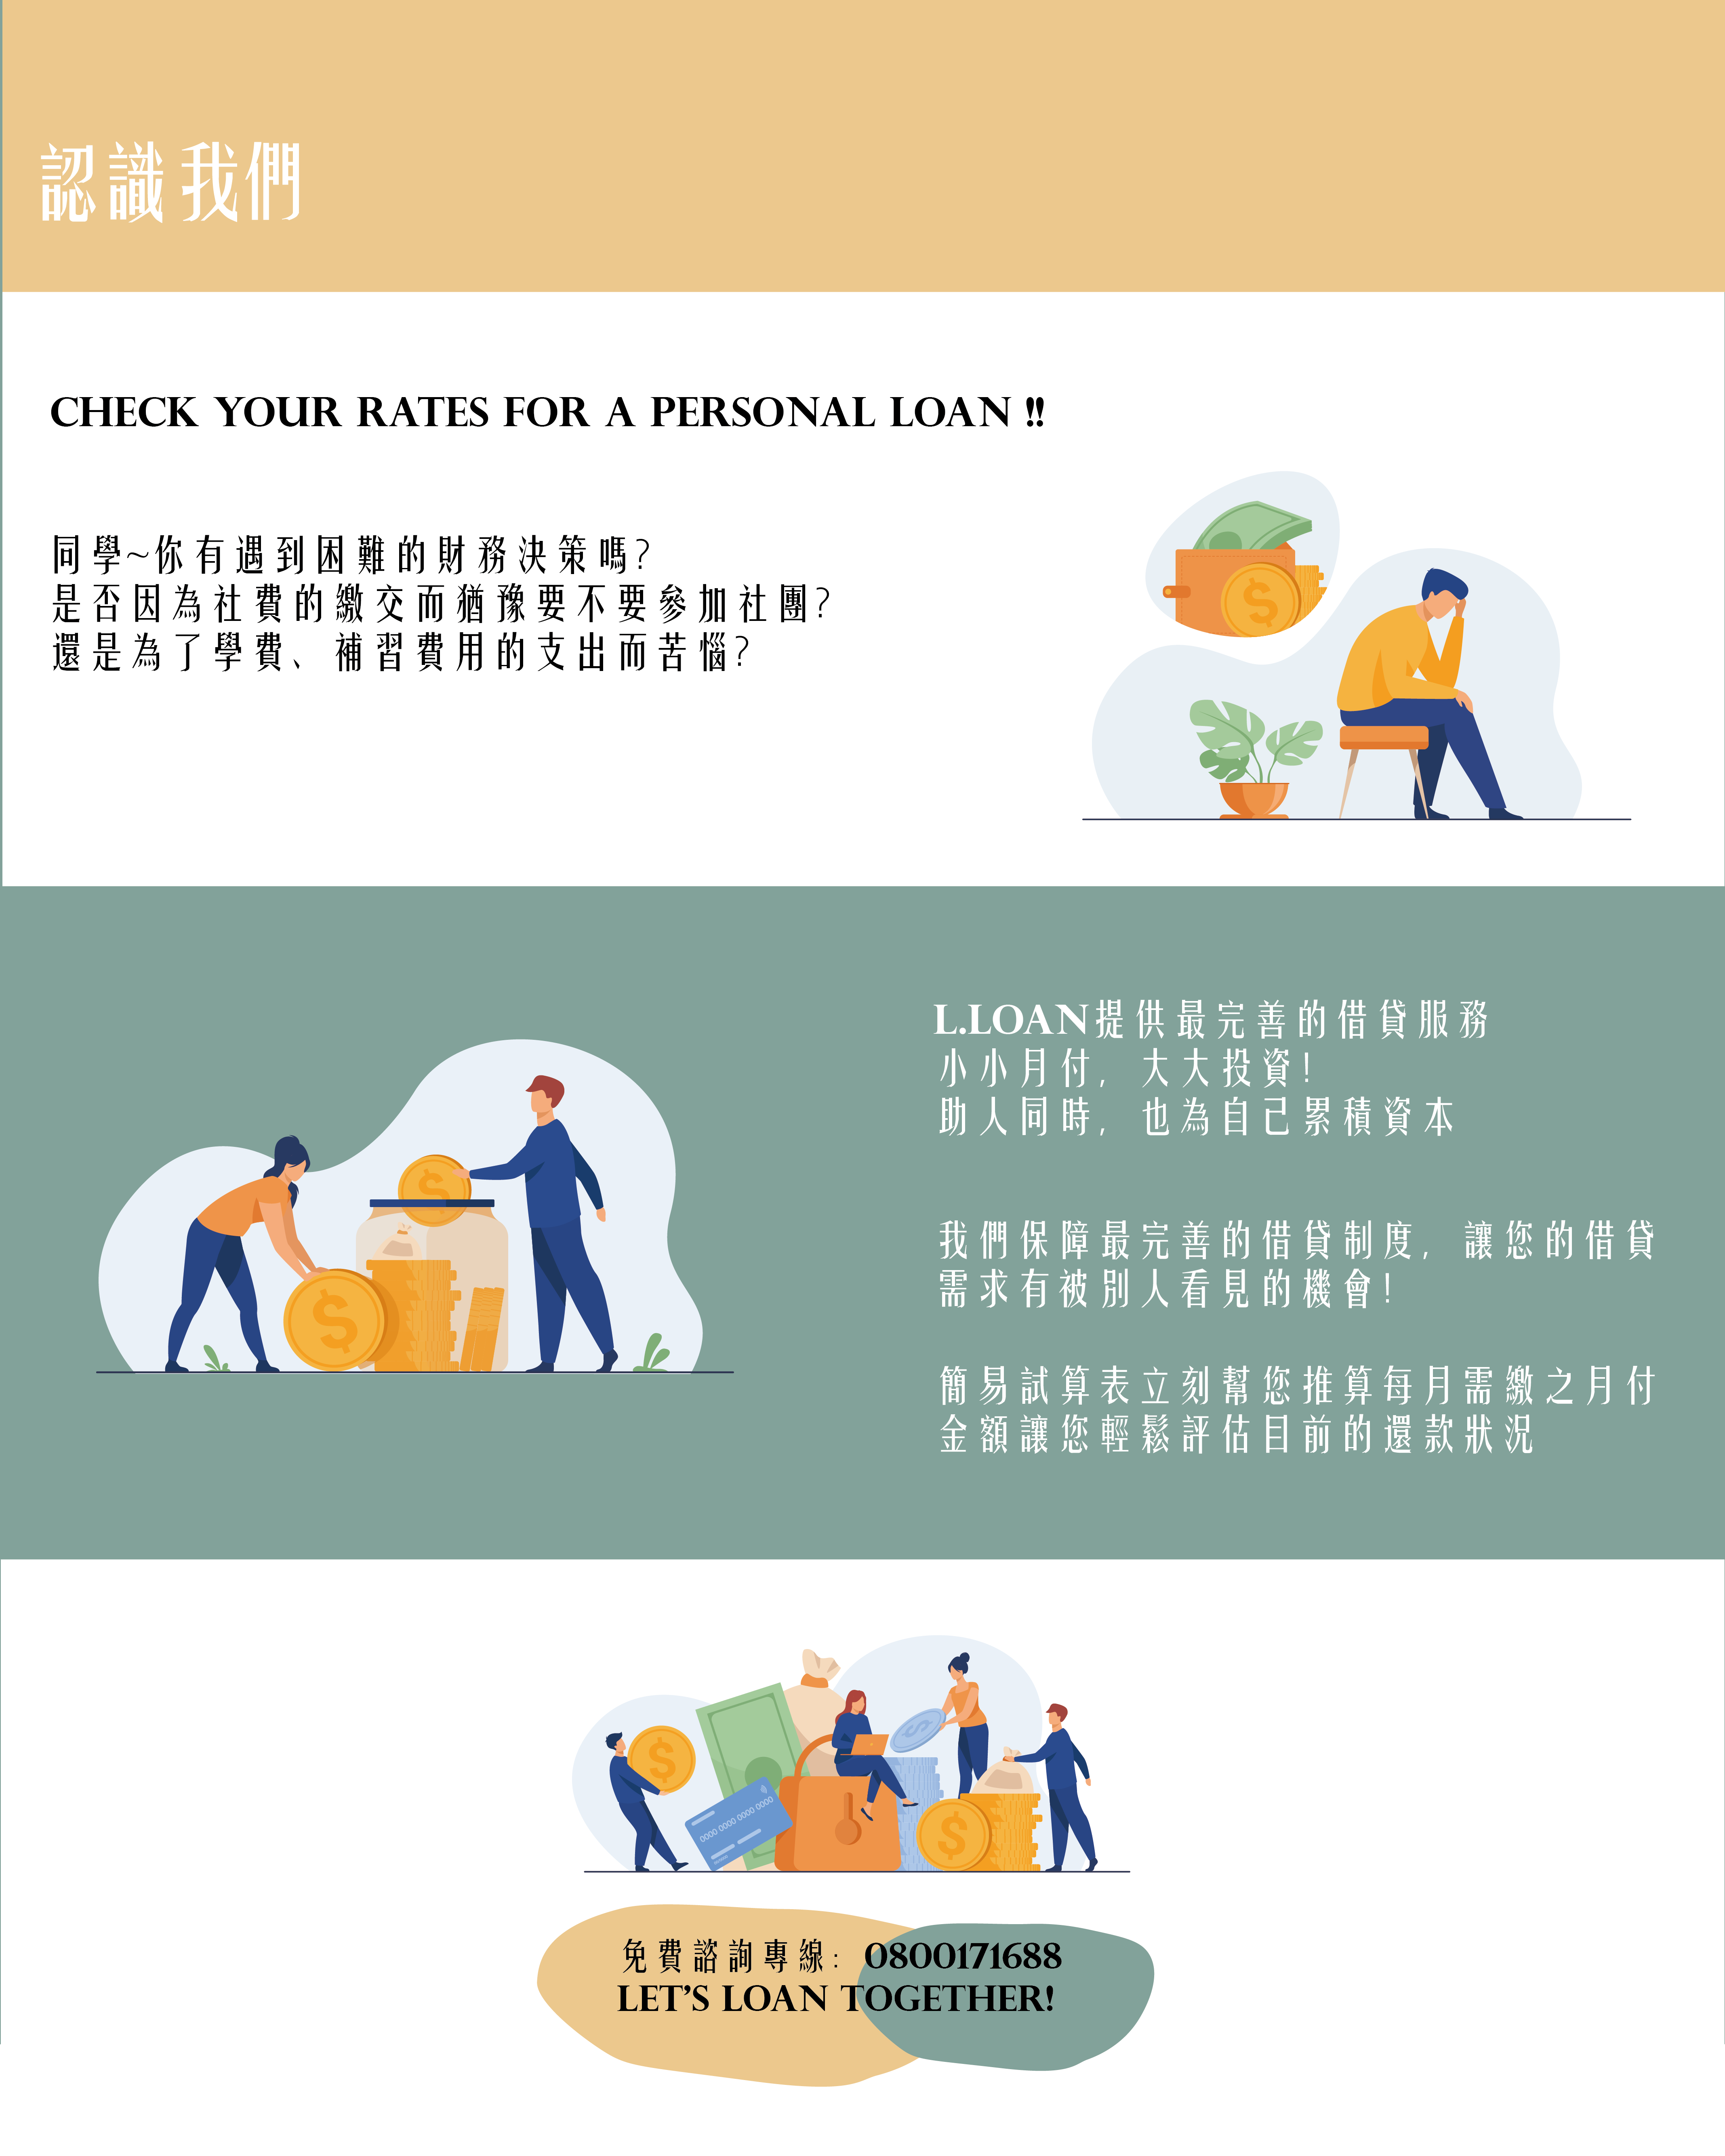 認識我們
CHECK YOUR RATES FOR A PERSONAL LOAN !!
同學~你有遇到困難的財務決策嗎?
是否因為社費的繳交而猶豫要不要參加社團?
還是為了學費、補習費用的支出而苦惱?
L.LOAN提供最完善的借貸服務
小小月付, 大大投資!
助人同時, 也為自己累積資本
我們保障最完善的借貸制度, 讓您的借貸
需求有被別人看見的機會!
簡易試算表立刻幫您推算每月需繳之月付
金額讓您輕鬆評估目前的還款狀況
0000 0000 0000 0000
免費諮詢專線: 0800171688
LET'S LOAN TOGETHER!